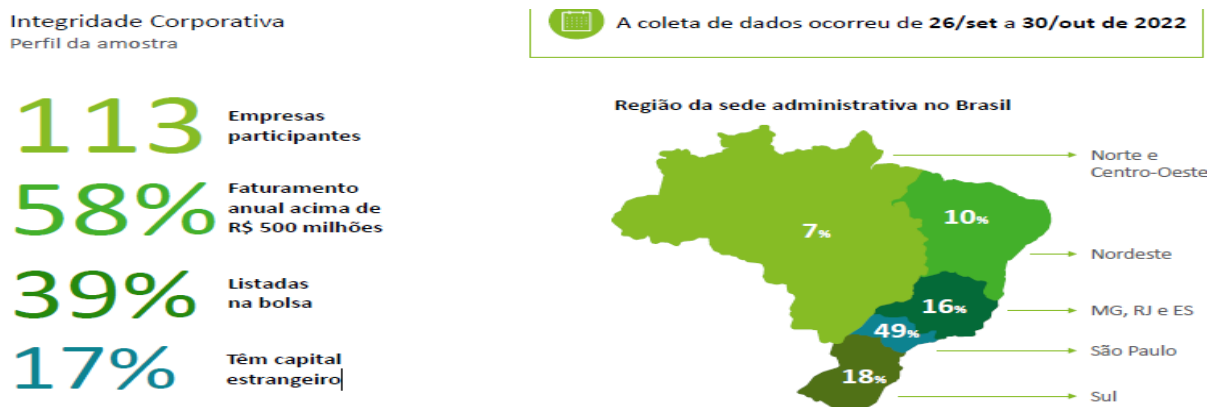 Integridade Corporativa
Perfil da amostra
A coleta de dados ocorreu de 26/set a 30/out de 2022
113
Empresas
participantes
58%
Faturamento
anual acima de
R$ 500 milhões
39%
Listadas
na bolsa
17%
Têm capital
estrangeiro
Região da sede administrativa no Brasil
Norte e
Centro-Oeste
7%
10%
Nordeste
16%
MG, RJ e ES
49%
São Paulo
18%
Sul